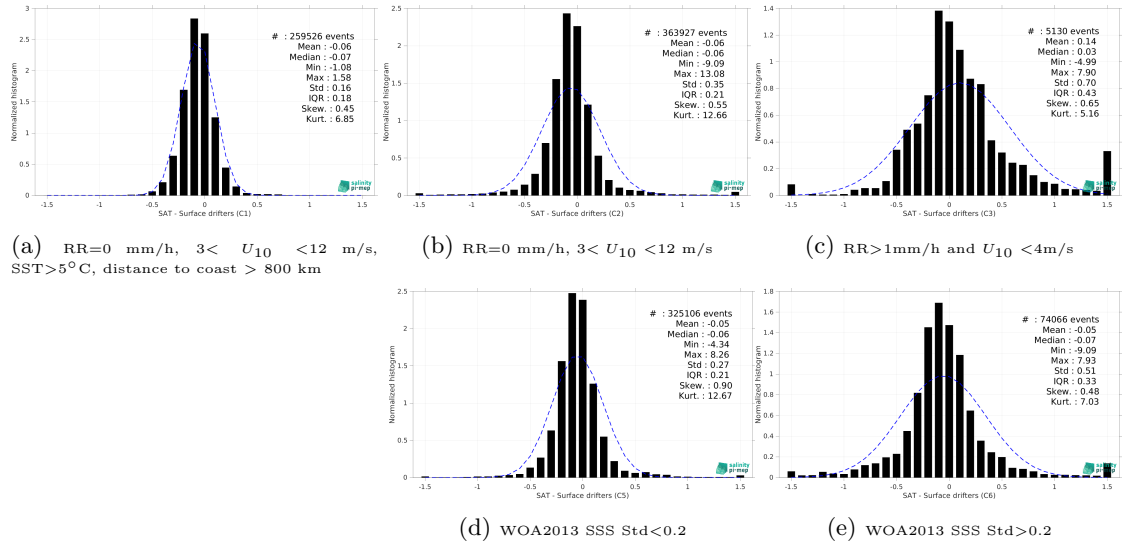 3
2.5
2
1.5
1
0.5
0
-1.5
-1
-0.5
0
0.5
1
1.5
Normalized histogram
SAT - Surface drifters (C1)
# : 259526 events
Mean : -0.06
Median : -0.07
Min : -1.08
Max : 1.58
Std : 0.16
IQR : 0.18
Skew. : 0.45
Kurt. : 6.85
salinity
pi-mep
(a) RR=0 mm/h, 3< U10 <12 m/s,
SST>5°C, distance to coast > 800 km
2.5
2
1.5
1
0.5
0
-1.5
-1
-0.5
0
0.5
1
1.5
Normalized histogram
SAT - Surface drifters (C2)
# : 363927 events
Mean : -0.06
Median : -0.06
Min : -9.09
Max : 13.08
Std : 0.35
IQR : 0.21
Skew. : 0.55
Kurt. : 12.66
salinity
pi-mep
(b) RR=0 mm/h, 3< U10 <12 m/s
1.4
1.2
1
0.8
0.6
0.4
0.2
0
-1.5
-1
-0.5
0
0.5
1
1.5
Normalized histogram
SAT - Surface drifters (C3)
# : 5130 events
Mean : 0.14
Median : 0.03
Min : -4.99
Max : 7.90
Std : 0.70
IQR : 0.43
Skew. : 0.65
Kurt. : 5.16
salinity
pi-mep
(c) RR>1mm/h and U10 <4m/s
2.5
2
1.5
1
0.5
0
-1.5
-1
-0.5
0
0.5
1
1.5
Normalized histogram
SAT - Surface drifters (C5)
# : 325106 events
Mean : -0.05
Median : -0.06
Min : -4.34
Max : 8.26
Std : 0.27
IQR : 0.21
Skew. : 0.90
Kurt. : 12.67
salinity
pi-mep
(d) WOA2013 SSS Std<0.2
1.8
1.6
1.4
1.2
1
0.8
0.6
0.4
0.2
0
-1.5
-1
-0.5
0
0.5
1
1.5
Normalized histogram
SAT - Surface drifters (C6)
# : 74066 events
Mean : -0.05
Median : -0.07
Min : -9.09
Max : 7.93
Std : 0.51
IQR : 0.33
Skew. : 0.48
Kurt. : 7.03
salinity
pi-mep
(e) WOA2013 SSS Std>0.2